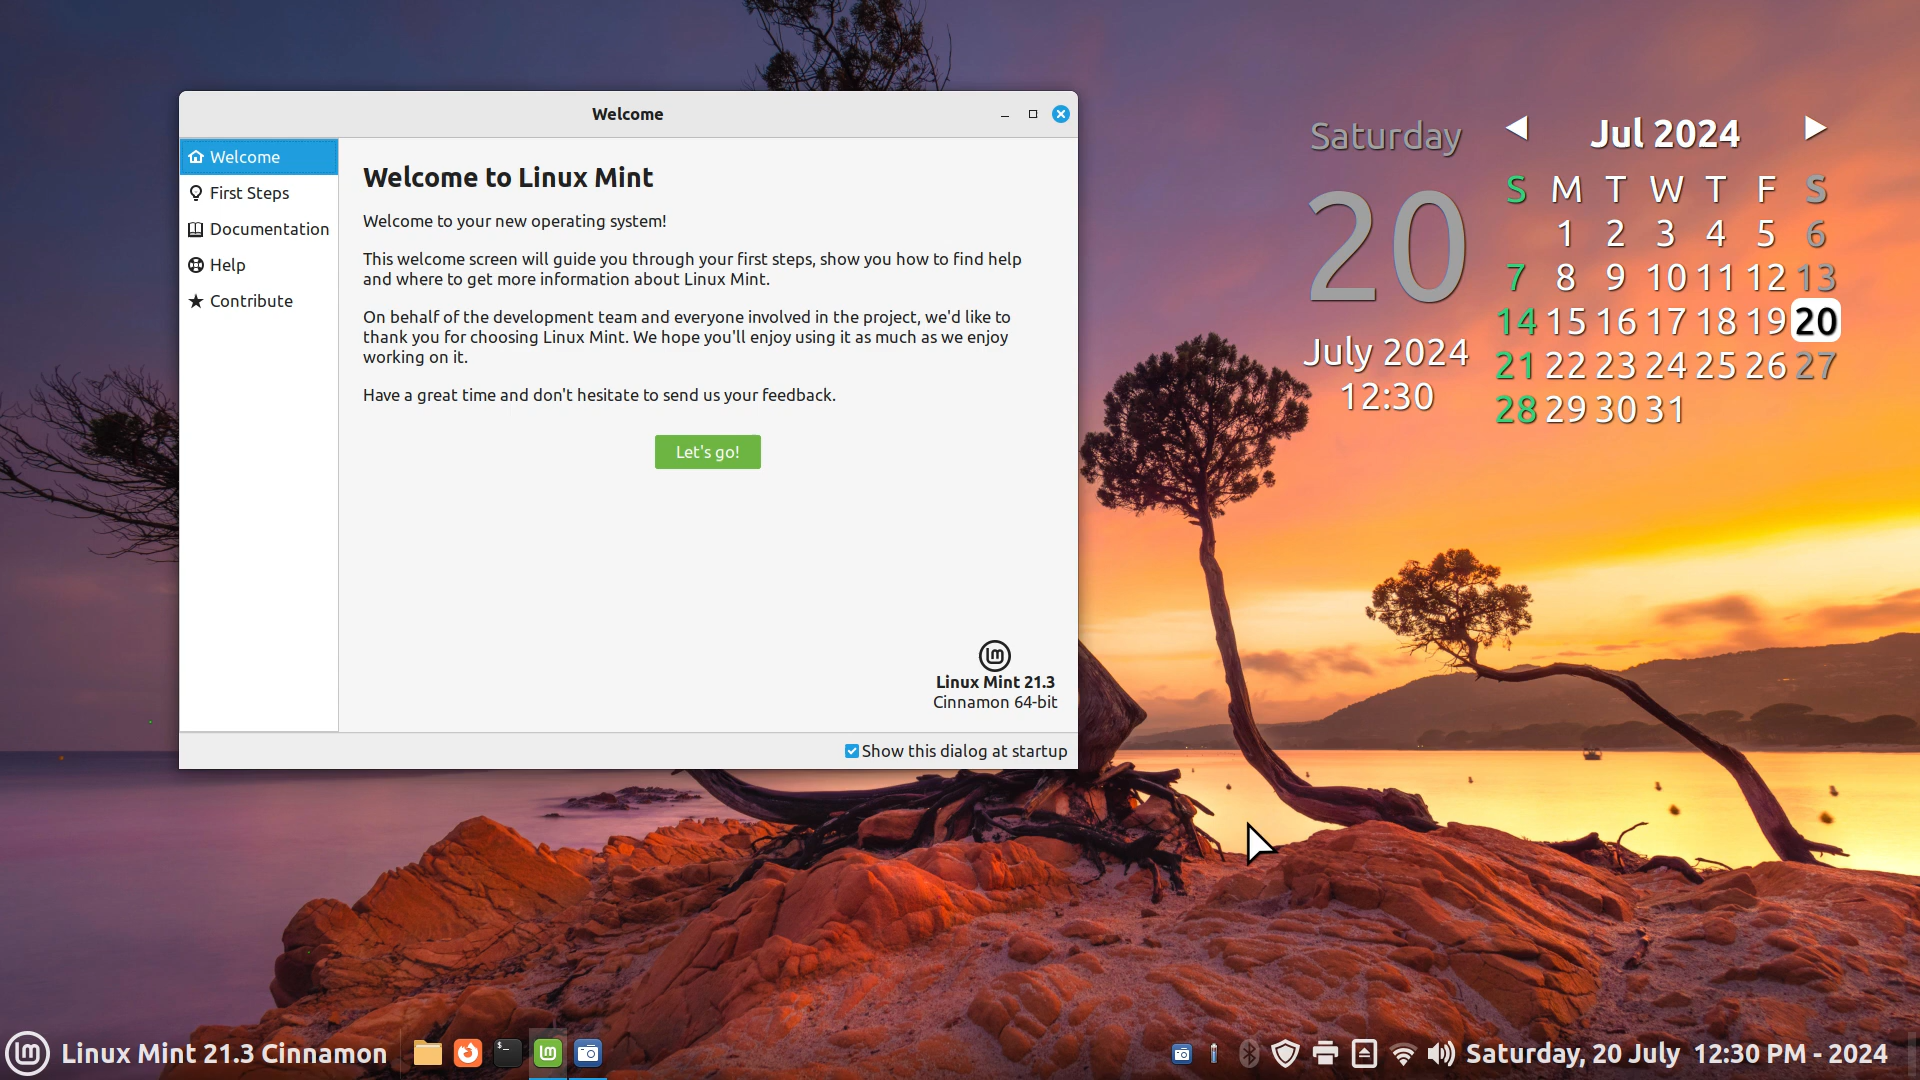 Welcome
Welcome
First Steps
Documentation
Help
Contribute
Welcome to Linux Mint
Welcome to your new operating system!
This welcome screen will guide you through your first steps, show you how to find help
and where to get more information about Linux Mint.
On behalf of the development team and everyone involved in the project, we'd like to
thank you for choosing Linux Mint. We hope you'll enjoy using it as much as we enjoy
working on it.
Have a great time and don't hesitate to send us your feedback.
Let's go!
Linux Mint 21.3
Cinnamon 64-bit
Show this dialog at startup
Saturday
20
July 2024
12:30
Jul 2024
S M T W T F S
1 2 3 4 5 6
7 8 9 10 11 12 13
14 15 16 17 18 19 20
21 22 23 24 25 26 27
28 29 30 31
Linux Mint 21.3 Cinnamon
Saturday, 20 July 12:30 PM - 2024